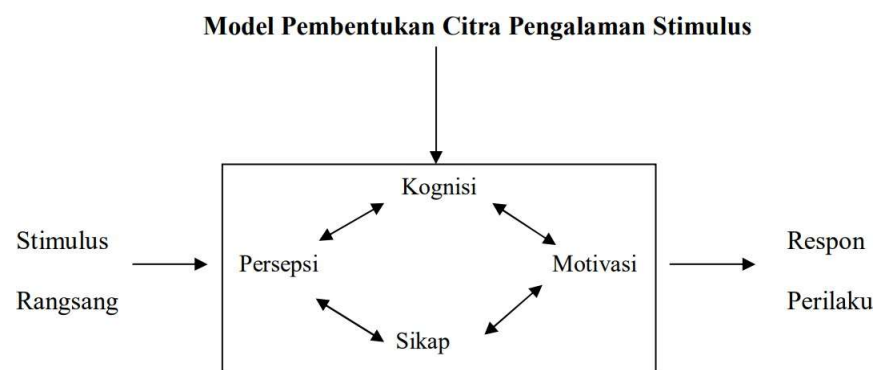 Model Pembentukan Citra Pengalaman Stimulus
Kognisi
Stimulus
Respon
Persepsi
Motivasi
Rangsang
Perilaku
Sikap